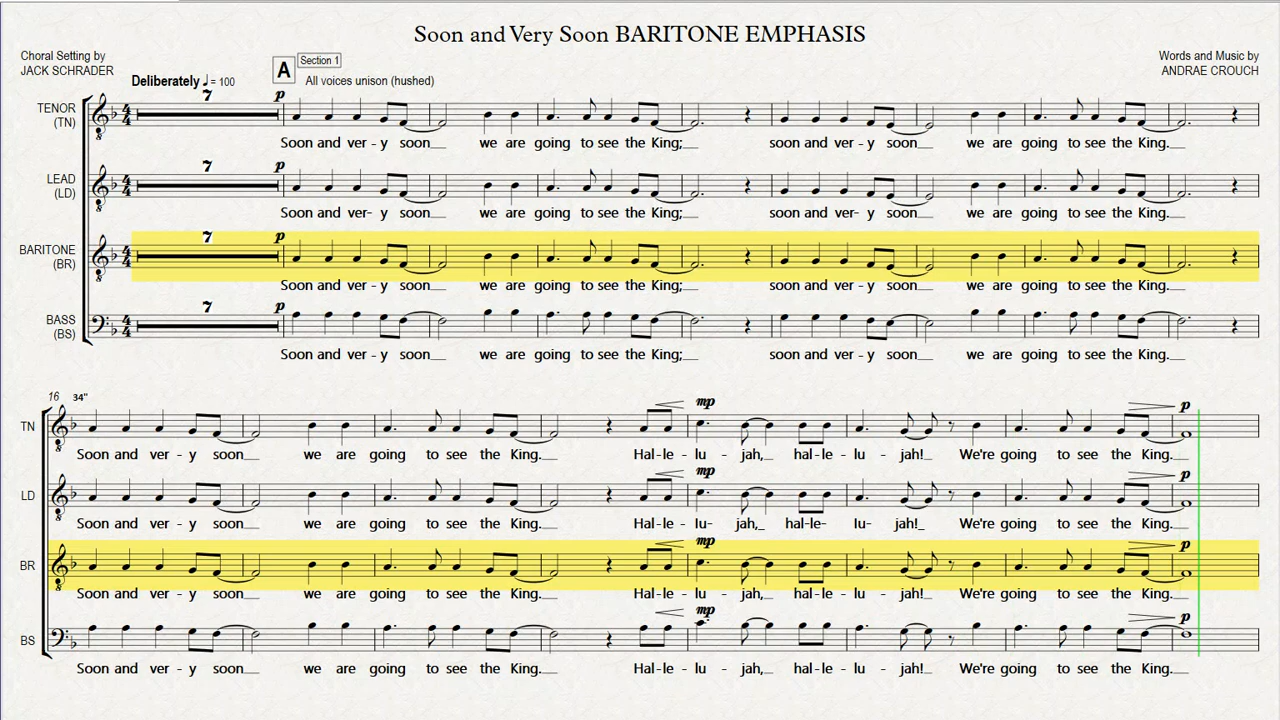 Soon and Very Soon BARITONE EMPHASIS
Choral Setting by
JACK SCHRADER
Words and Music by
ANDRAE CROUCH
Deliberately ♩ = 100
A
Section 1
All voices unison (hushed)
TENOR
(TN)
7
p
Soon and ver - y soon__ we are going to see the King;__ soon and ver - y soon__ we are going to see the King.__
LEAD
(LD)
7
p
Soon and ver- y soon__ we are going to see the King;__ soon and ver- y soon__ we are going to see the King.__
BARITONE
(BR)
7
p
Soon and ver - y soon__ we are going to see the King;__ soon and ver - y soon__ we are going to see the King.__
BASS
(BS)
7
p
Soon and ver - y soon__ we are going to see the King;__ soon and ver - y soon__ we are going to see the King.__
16 34"
TN
mp
p
Soon and ver - y soon__ we are going to see the King.__ Hal - le - lu - jah,_ hal - le - lu - jah!_ We're going to see the King.__
LD
mp
p
Soon and ver - y soon__ we are going to see the King.__ Hal - le - lu- jah,_ hal-le- lu- jah!_ We're going to see the King.__
BR
mp
p
Soon and ver - y soon__ we are going to see the King.__ Hal - le - lu - jah, hal - le - lu - jah! We're going to see the King.__
BS
mp
p
Soon and ver - y soon__ we are going to see the King.__ Hal - le - lu - jah,_ hal - le - lu - jah!_ We're going to see the King.__